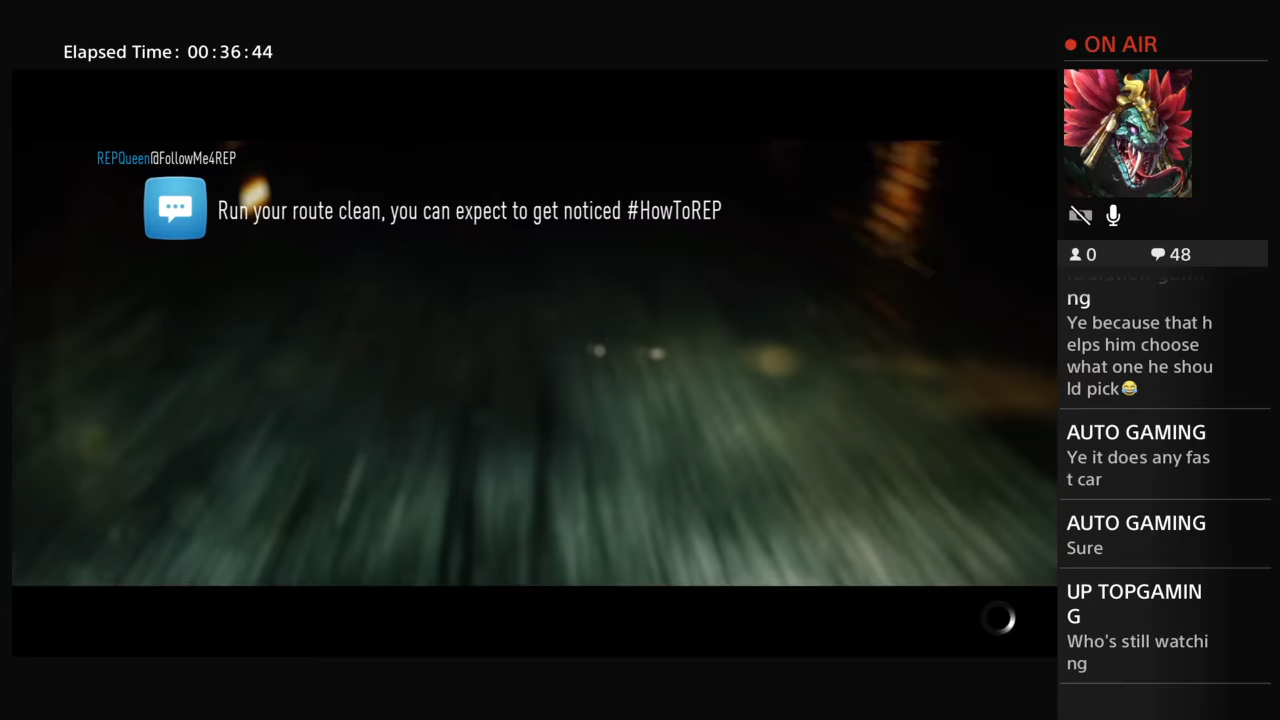 Elapsed Time: 00:36:44
ON AIR
REPQueen@FollowMe4REP
Run your route clean, you can expect to get noticed #HowToREP
0 48
ng
Ye because that h
elps him choose
what one he shou
ld pick😂
AUTO GAMING
Ye it does any fas
t car
AUTO GAMING
Sure
UP TOPGAMIN
G
Who's still watchi
ng